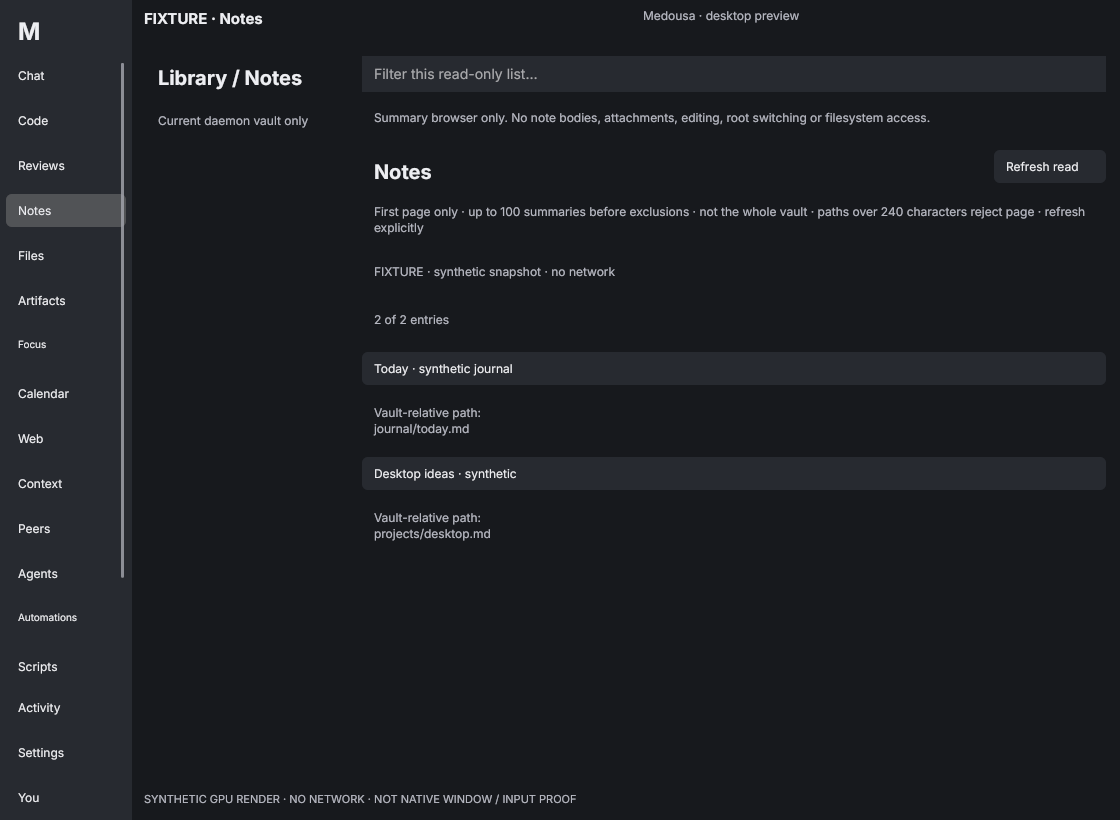 M
Chat
Code
Reviews
Notes
Files
Artifacts
Focus
Calendar
Web
Context
Peers
Agents
Automations
Scripts
Activity
Settings
You
FIXTURE · Notes
Medousa · desktop preview
Library / Notes
Current daemon vault only
Filter this read-only list...
Summary browser only. No note bodies, attachments, editing, root switching or filesystem access.
Notes
Refresh read
First page only · up to 100 summaries before exclusions · not the whole vault · paths over 240 characters reject page · refresh
explicitly
FIXTURE · synthetic snapshot · no network
2 of 2 entries
Today · synthetic journal
Vault-relative path:
journal/today.md
Desktop ideas · synthetic
Vault-relative path:
projects/desktop.md
SYNTHETIC GPU RENDER · NO NETWORK · NOT NATIVE WINDOW / INPUT PROOF